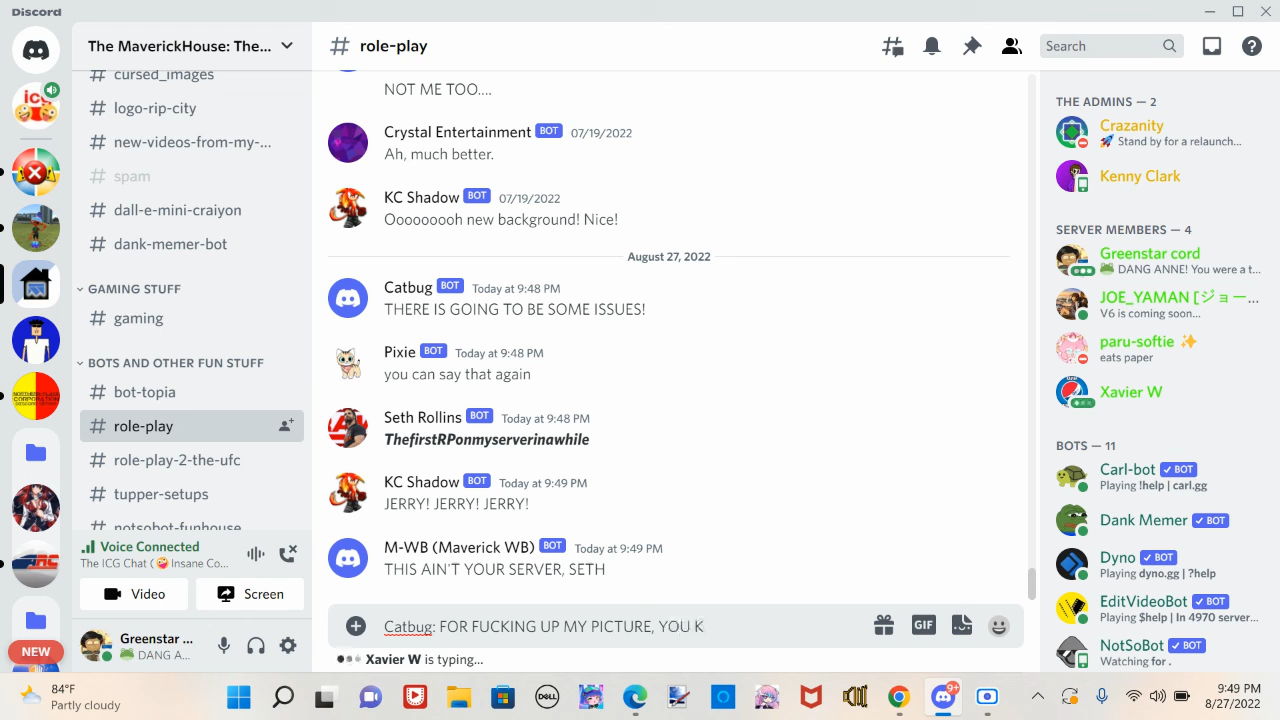 Discord
The MaverickHouse: The...
cursed_images
logo-rip-city
new-videos-from-my-...
spam
dall-e-mini-craiyon
dank-memer-bot
GAMING STUFF
gaming
BOTS AND OTHER FUN STUFF
bot-topia
role-play
role-play-2-the-ufc
tupper-setups
notsobot-funhouse
Voice Connected
The ICG Chat (🤪 Insane Co...
Video Screen
Greenstar ...
DANG A...
NEW
# role-play
Search
NOT ME TOO....
Crystal Entertainment BOT 07/19/2022
Ah, much better.
KC Shadow BOT 07/19/2022
Ooooooooh new background! Nice!
August 27, 2022
Catbug BOT Today at 9:48 PM
THERE IS GOING TO BE SOME ISSUES!
Pixie BOT Today at 9:48 PM
you can say that again
Seth Rollins BOT Today at 9:48 PM
ThefirstRPonmyserverinawhile
KC Shadow BOT Today at 9:49 PM
JERRY! JERRY! JERRY!
M-WB (Maverick WB) BOT Today at 9:49 PM
THIS AIN'T YOUR SERVER, SETH
Catbug: FOR FUCKING UP MY PICTURE, YOU K
GIF
Xavier W is typing...
THE ADMINS — 2
Crazanity
🚀 Stand by for a relaunch...
Kenny Clark
SERVER MEMBERS — 4
Greenstar cord
DANG ANNE! You were a t...
JOE_YAMAN [ジョー...
V6 is coming soon...
paru-softie ✨
eats paper
Xavier W
BOTS — 11
Carl-bot ✓ BOT
Playing !help | carl.gg
Dank Memer ✓ BOT
Dyno ✓ BOT
Playing dyno.gg | ?help
EditVideoBot ✓ BOT
Playing $help | In 4970 server...
NotSoBot ✓ BOT
Watching for .
84°F
Partly cloudy
DELL
9+
9:49 PM
8/27/2022